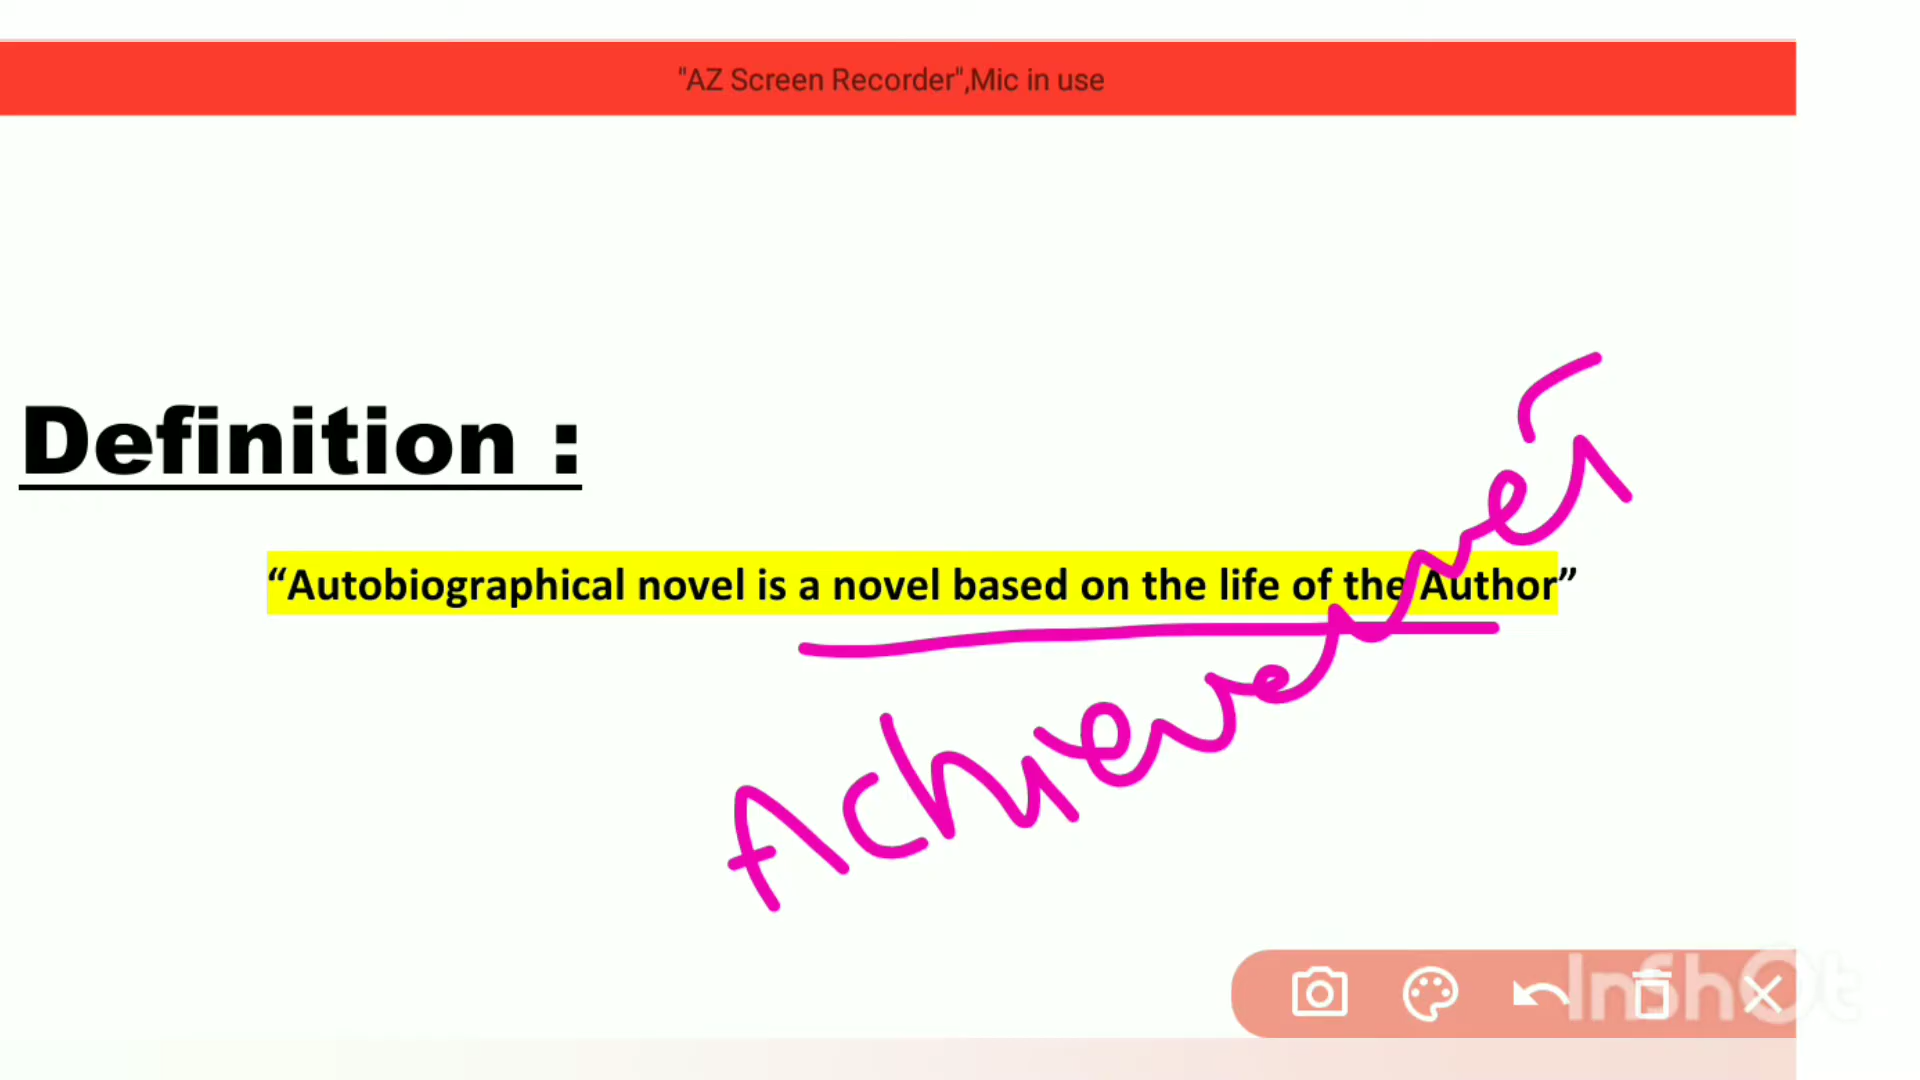 "AZ Screen Recorder",Mic in use
Definition :
“Autobiographical novel is a novel based on the life of the Author”
Achievement
InShOt